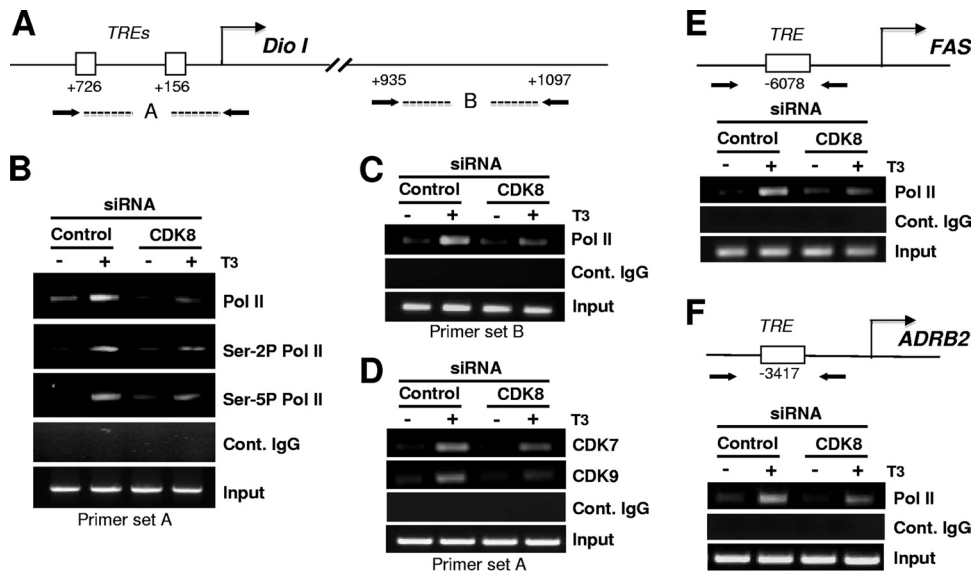 A
TREs
Dio I
+726
+156
+935
+1097
A
B
B
siRNA
Control
CDK8
- + - +
T3
Pol II
Ser-2P Pol II
Ser-5P Pol II
Cont. IgG
Input
Primer set A
C
siRNA
Control
CDK8
- + - +
T3
Pol II
Cont. IgG
Input
Primer set B
D
siRNA
Control
CDK8
- + - +
T3
CDK7
CDK9
Cont. IgG
Input
Primer set A
E
TRE
FAS
-6078
siRNA
Control
CDK8
- + - +
T3
Pol II
Cont. IgG
Input
F
TRE
ADRB2
-3417
siRNA
Control
CDK8
- + - +
T3
Pol II
Cont. IgG
Input